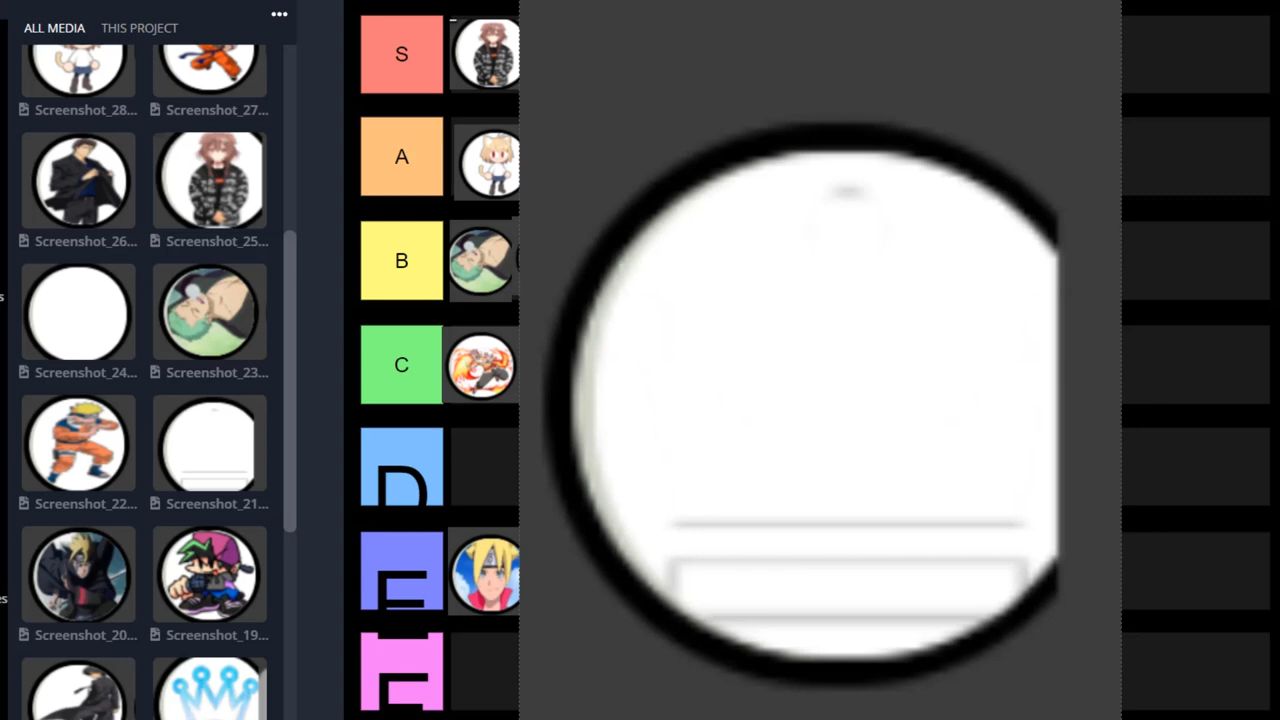 ALL MEDIA THIS PROJECT
Screenshot_28... Screenshot_27...
Screenshot_26... Screenshot_25...
Screenshot_24... Screenshot_23...
Screenshot_22... Screenshot_21...
Screenshot_20... Screenshot_19...
S
A
B
C
D
E
F